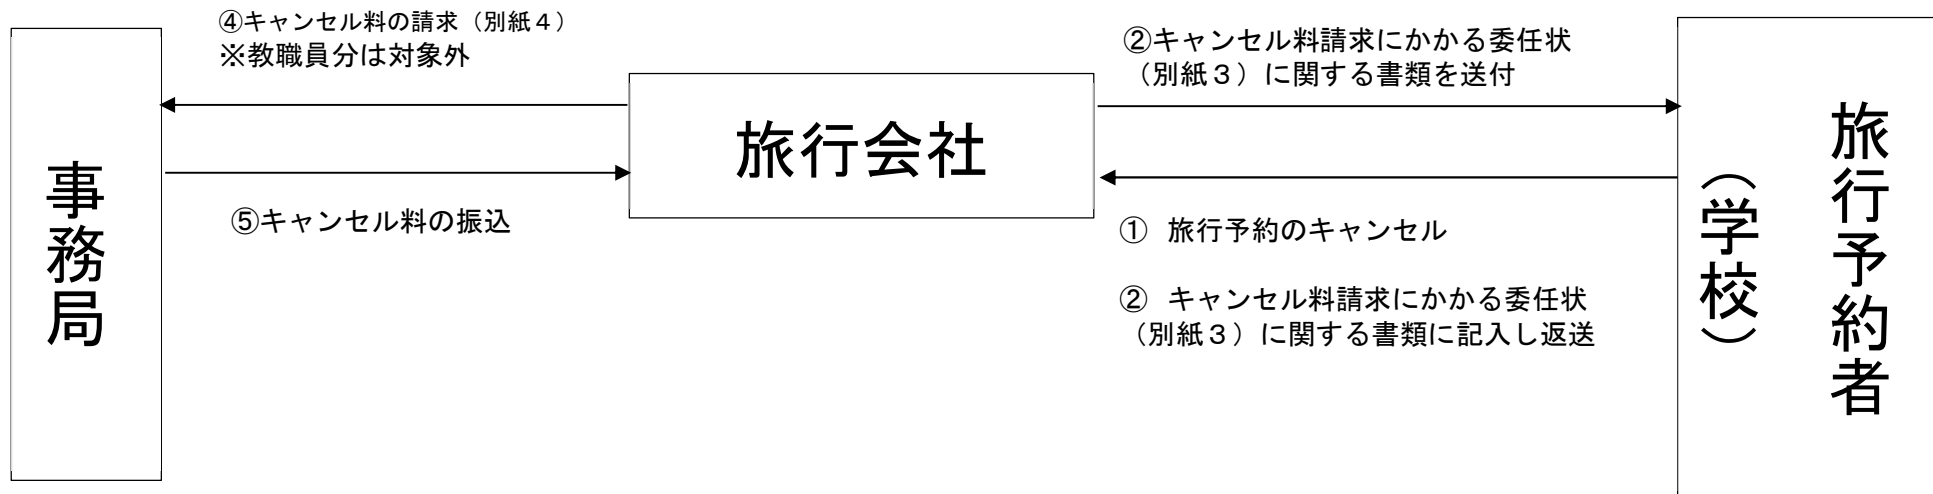 ④キャンセル料の請求（別紙４）
※教職員分は対象外
②キャンセル料請求にかかる委任状
（別紙３）に関する書類を送付
事務局
旅行会社
旅行予約者
（学校）
⑤キャンセル料の振込
① 旅行予約のキャンセル
② キャンセル料請求にかかる委任状
（別紙３）に関する書類に記入し返送